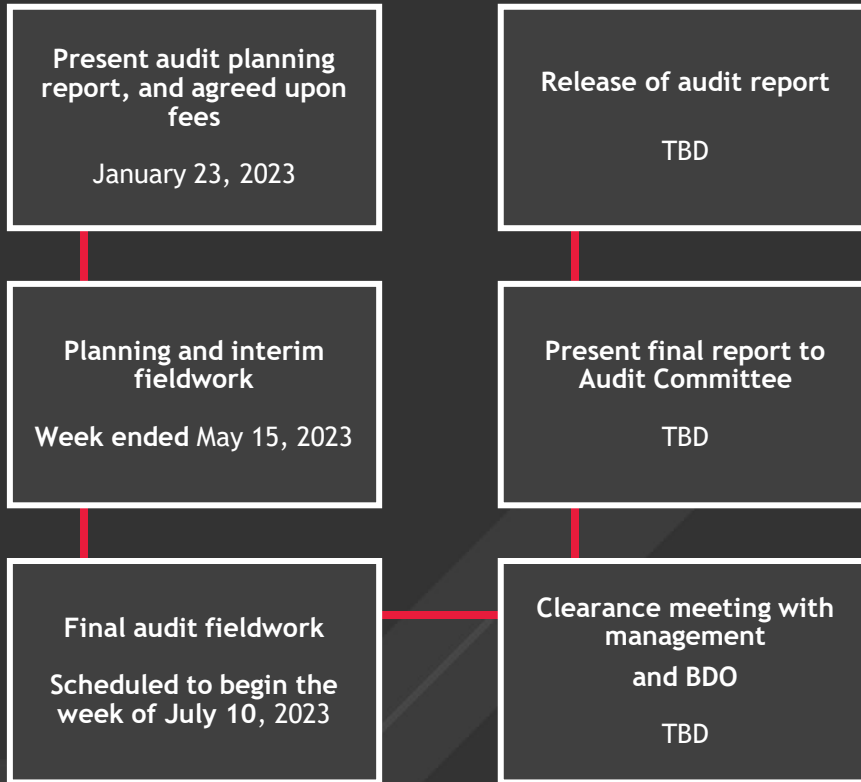 Present audit planning
report, and agreed upon
fees
January 23, 2023
Planning and interim
fieldwork
Week ended May 15, 2023
Final audit fieldwork
Scheduled to begin the
week of July 10, 2023
Clearance meeting with
management
and BDO
TBD
Present final report to
Audit Committee
TBD
Release of audit report
TBD